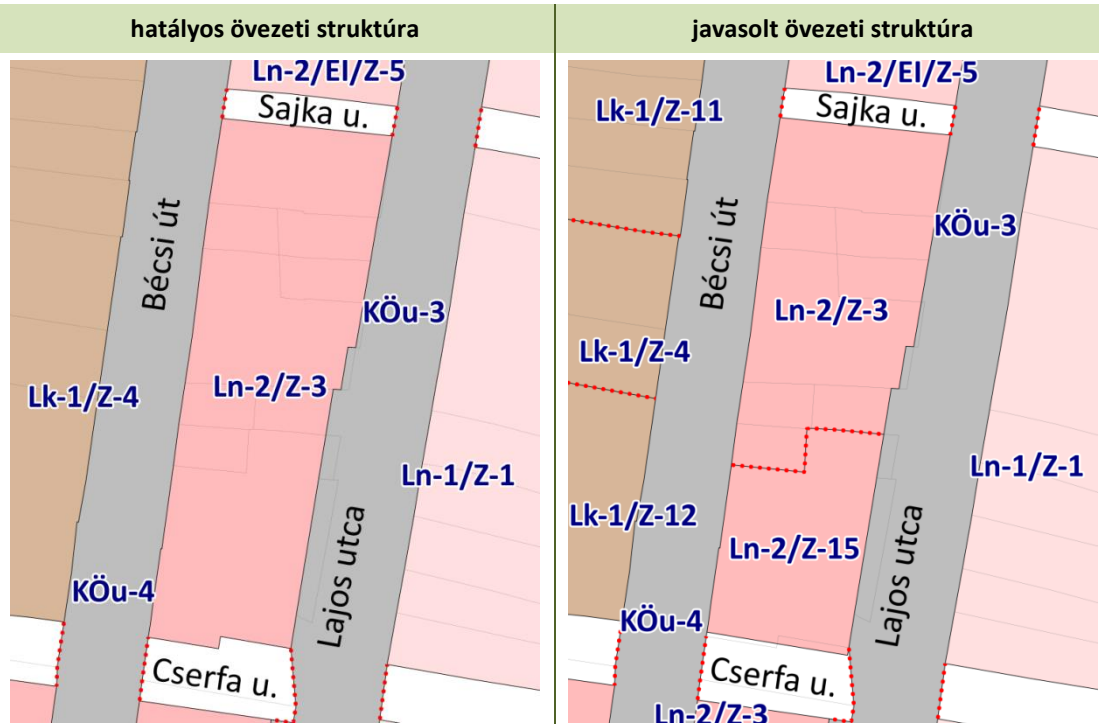 hatályos övezeti struktúra
Ln-2/El/Z-5
Sajka u.
Bécsi út
KÖu-3
Lk-1/Z-4
Ln-2/Z-3
Ln-1/Z-1
KÖu-4
Lajos utca
Cserfa u.
javasolt övezeti struktúra
Ln-2/El/Z-5
Lk-1/Z-11
Sajka u.
Bécsi út
KÖu-3
Ln-2/Z-3
Lk-1/Z-4
Ln-1/Z-1
Lk-1/Z-12
Ln-2/Z-15
Lajos utca
KÖu-4
Cserfa u.
Ln-2/Z-3